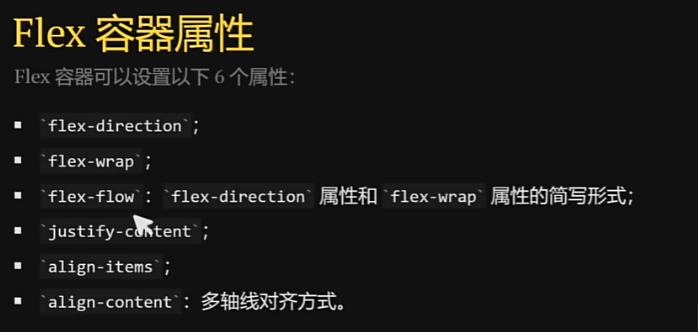 Flex 容器属性
Flex 容器可以设置以下 6 个属性：
`flex-direction`；
`flex-wrap`；
`flex-flow`：`flex-direction` 属性和 `flex-wrap` 属性的简写形式；
`justify-content`；
`align-items`；
`align-content`：多轴线对齐方式。